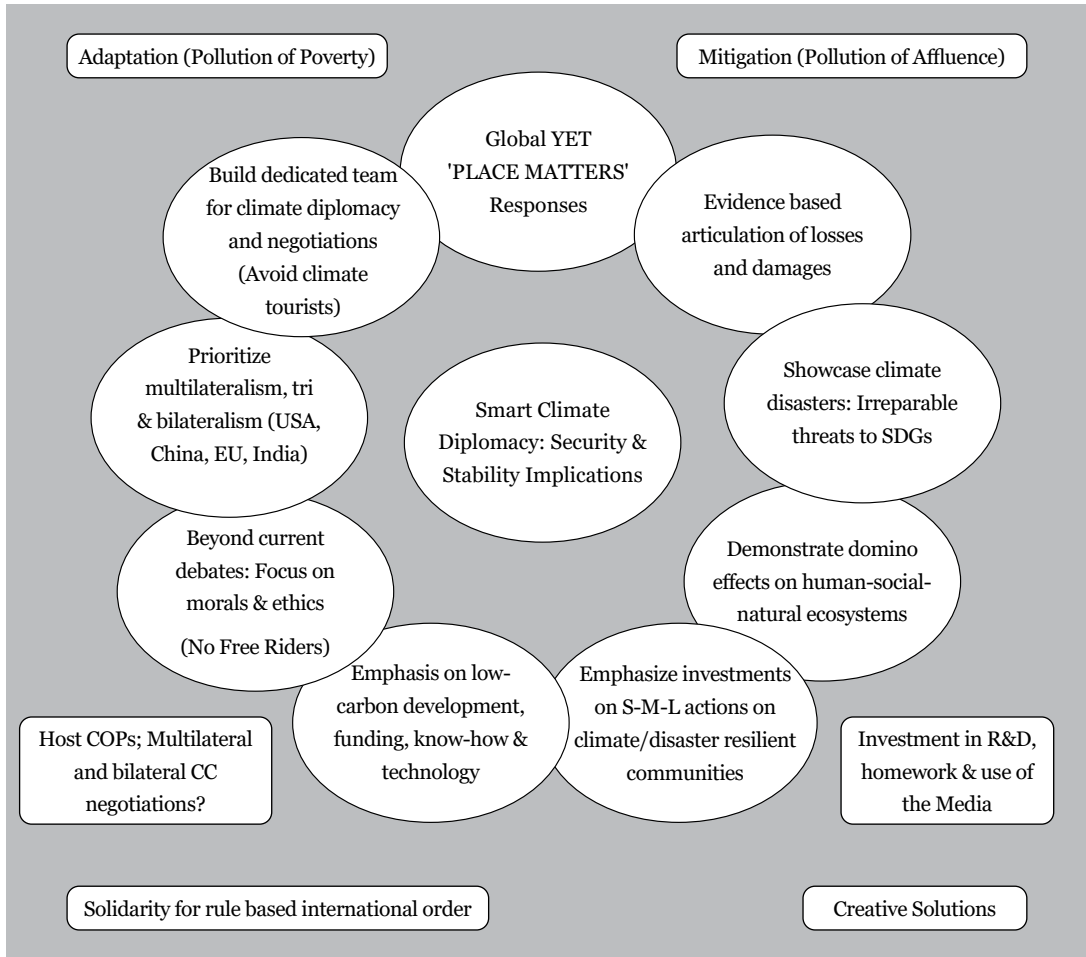 Adaptation (Pollution of Poverty)
Mitigation (Pollution of Affluence)
Global YET
'PLACE MATTERS'
Responses
Build dedicated team
for climate diplomacy
and negotiations
(Avoid climate
tourists)
Evidence based
articulation of losses
and damages
Prioritize
multilateralism, tri
& bilateralism (USA,
China, EU, India)
Smart Climate
Diplomacy: Security &
Stability Implications
Showcase climate
disasters: Irreparable
threats to SDGs
Beyond current
debates: Focus on
morals & ethics
(No Free Riders)
Demonstrate domino
effects on human-social-
natural ecosystems
Emphasis on low-
carbon development,
funding, know-how &
technology
Emphasize investments
on S-M-L actions on
climate/disaster resilient
communities
Host COPs; Multilateral
and bilateral CC
negotiations?
Investment in R&D,
homework & use of
the Media
Solidarity for rule based international order
Creative Solutions